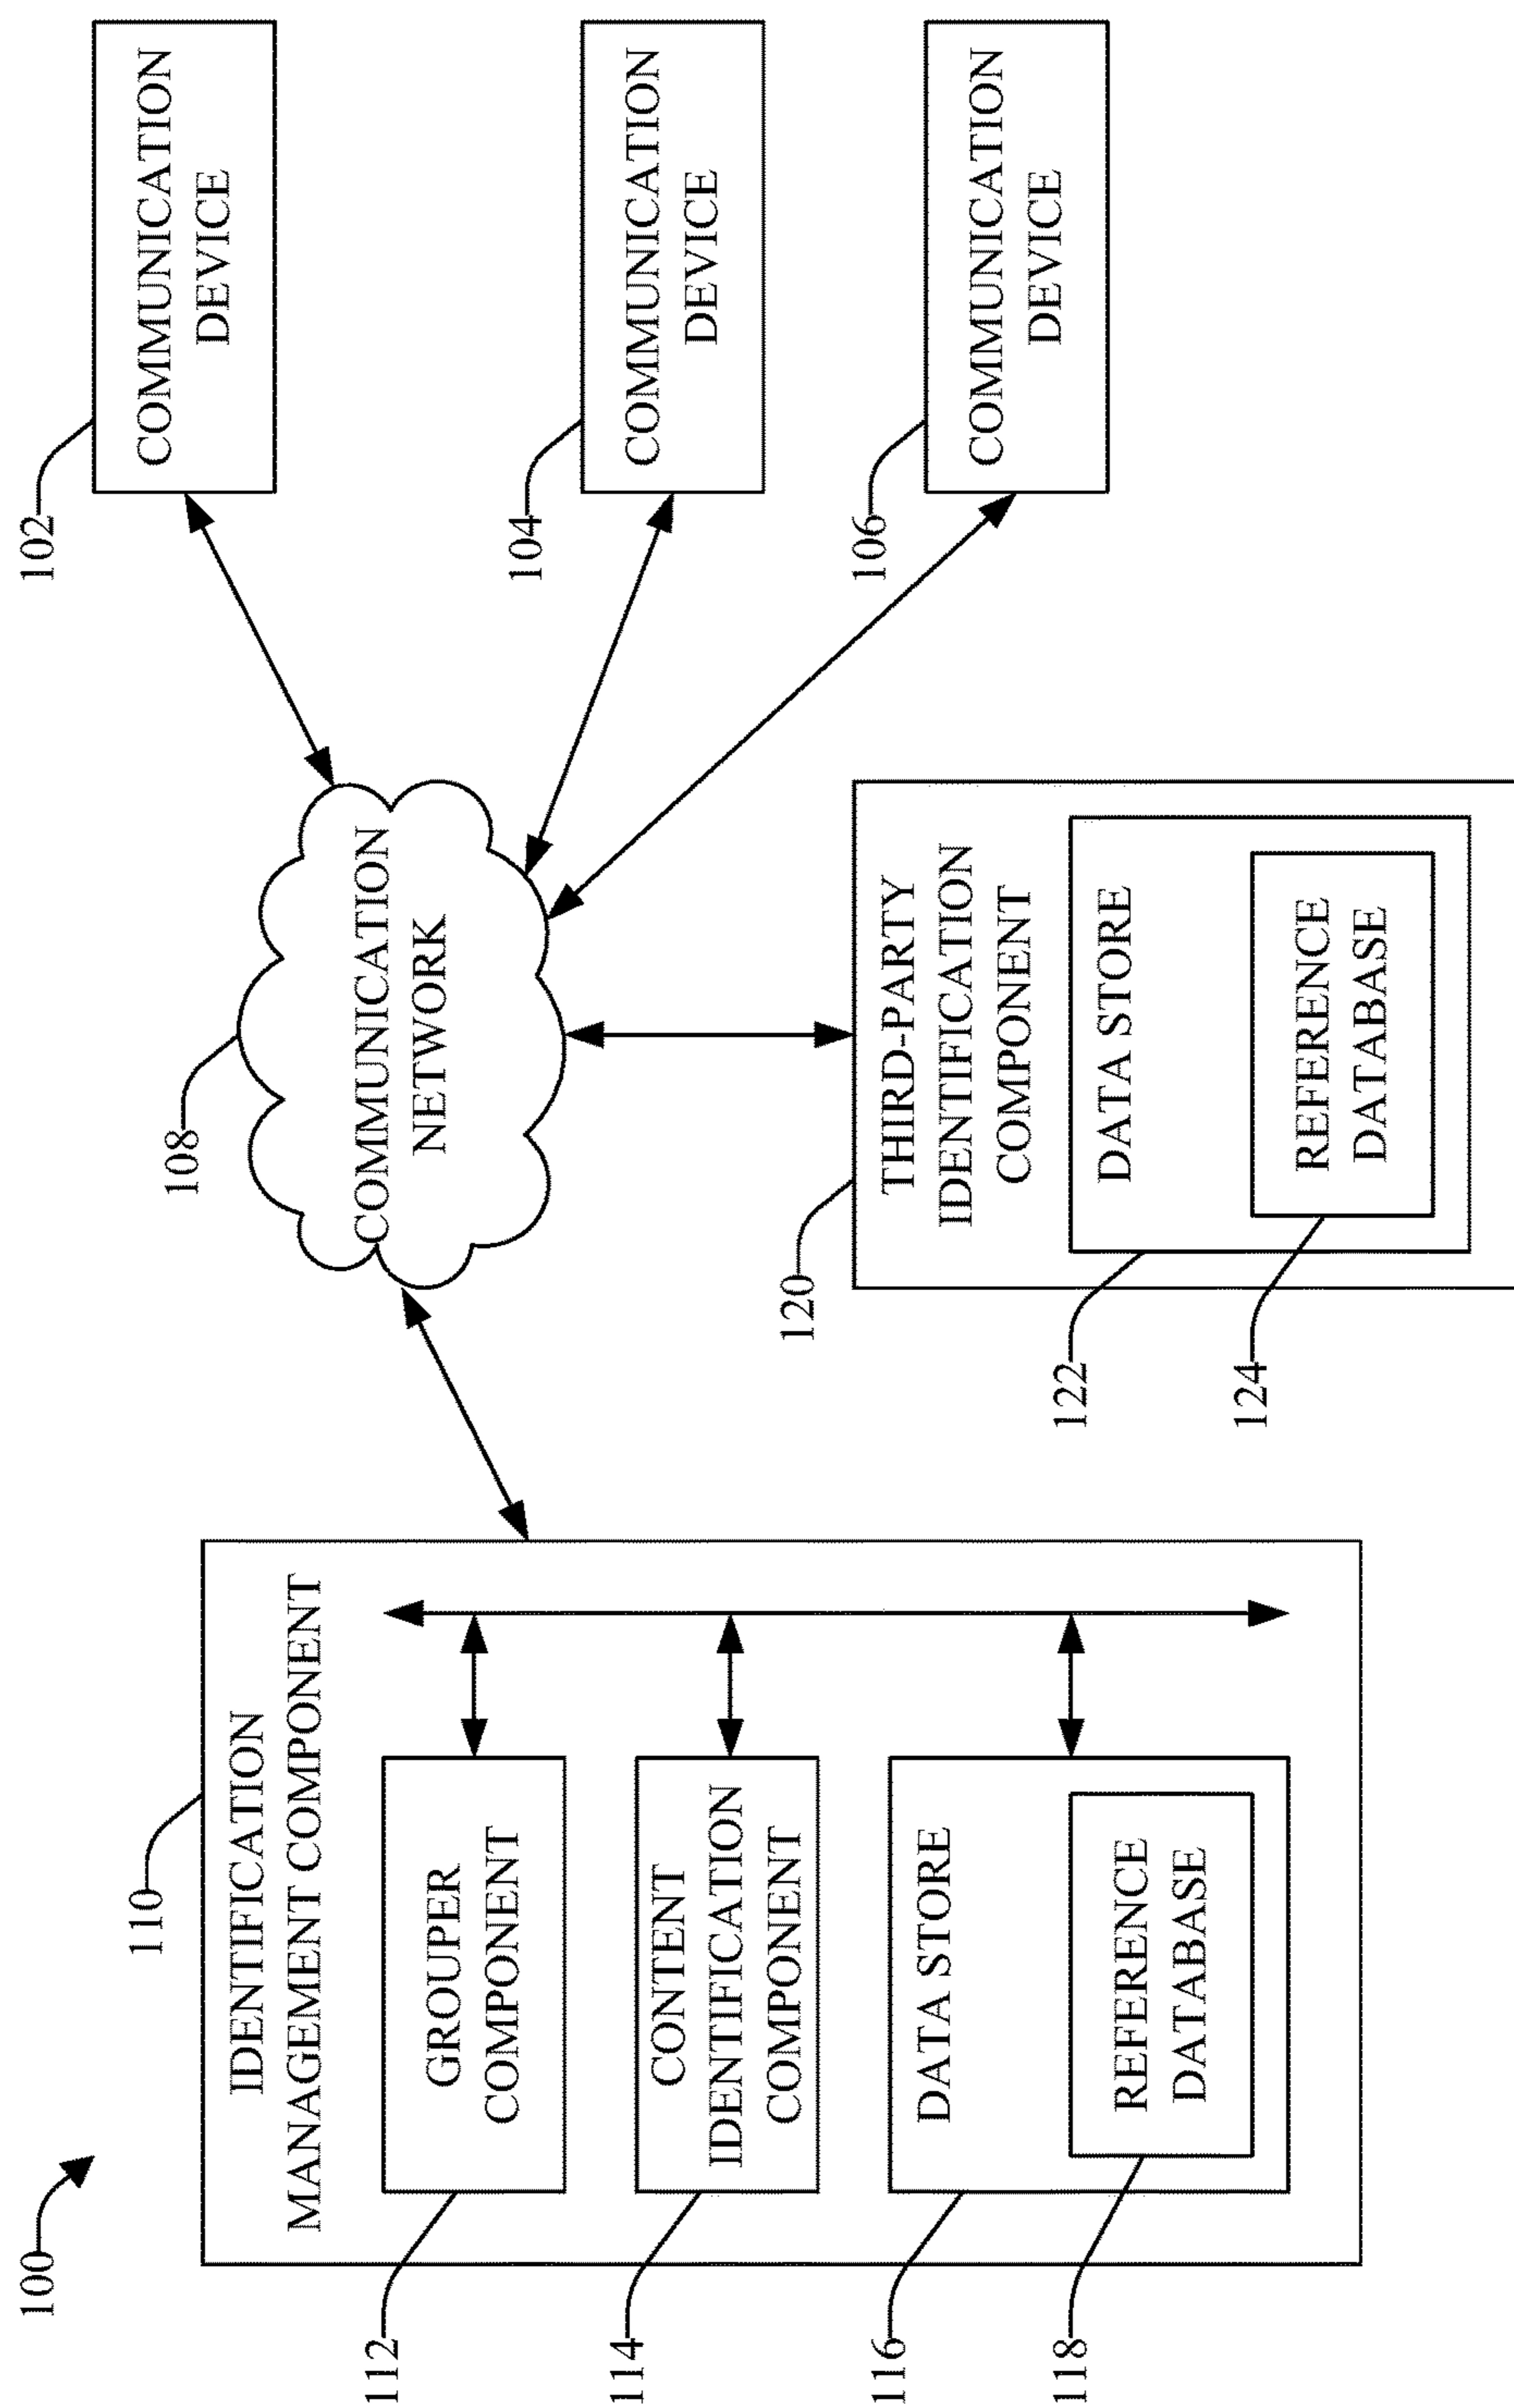 100
110
IDENTIFICATION
MANAGEMENT COMPONENT
112
GROUPER
COMPONENT
114
CONTENT
IDENTIFICATION
COMPONENT
116
DATA STORE
118
REFERENCE
DATABASE
108
COMMUNICATION
NETWORK
120
THIRD-PARTY
IDENTIFICATION
COMPONENT
122
DATA STORE
124
REFERENCE
DATABASE
102
COMMUNICATION
DEVICE
104
COMMUNICATION
DEVICE
106
COMMUNICATION
DEVICE